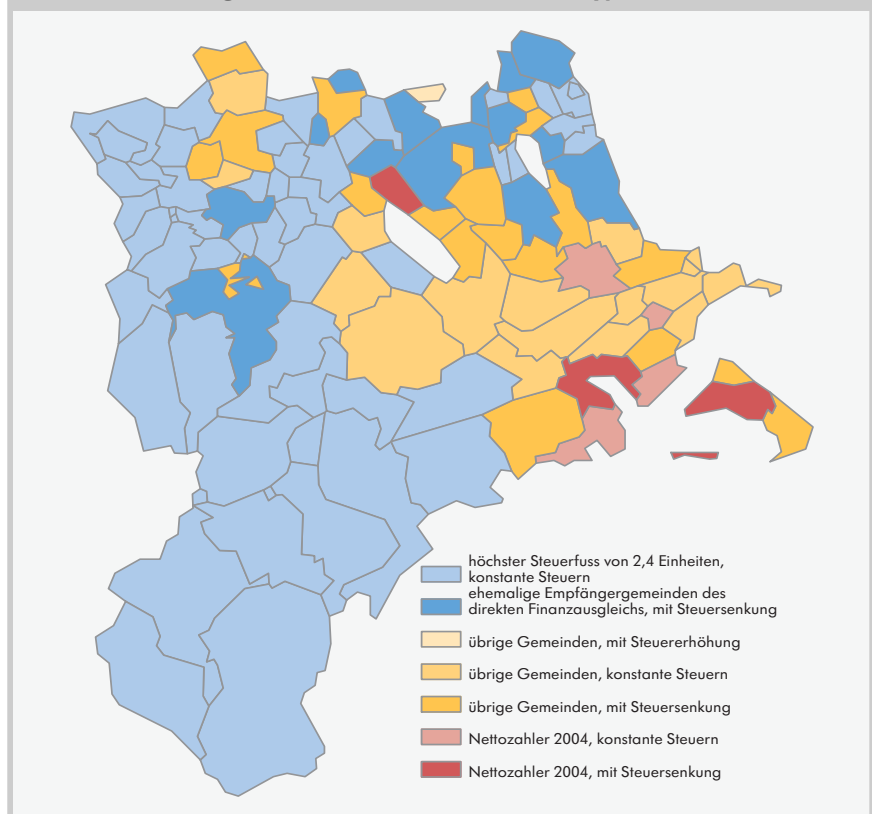 höchster Steuerfuss von 2,4 Einheiten,
konstante Steuern
ehemalige Empfängergemeinden des
direkten Finanzausgleichs, mit Steuersenkung
übrige Gemeinden, mit Steuererhöhung
übrige Gemeinden, konstante Steuern
übrige Gemeinden, mit Steuersenkung
Nettozahler 2004, konstante Steuern
Nettozahler 2004, mit Steuersenkung